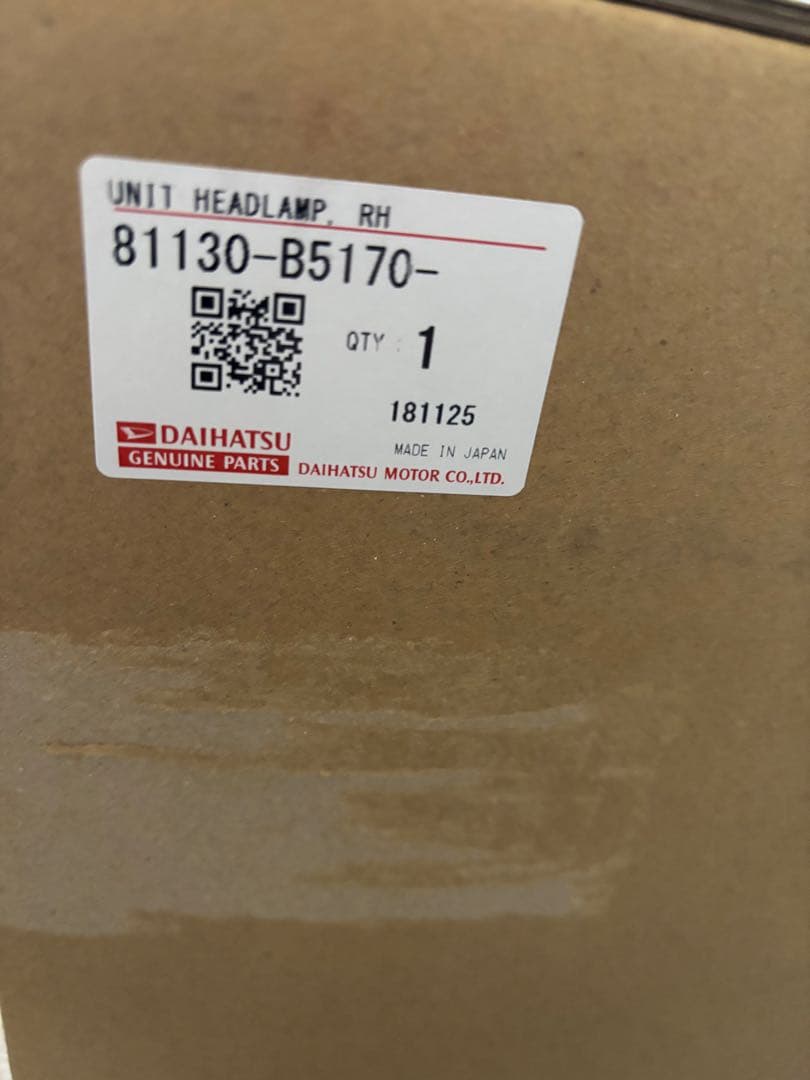 UNIT HEADLAMP, RH
81130-B5170-
QTY : 1
181125
MADE IN JAPAN
DAIHATSU
GENUINE PARTS
DAIHATSU MOTOR CO.,LTD.